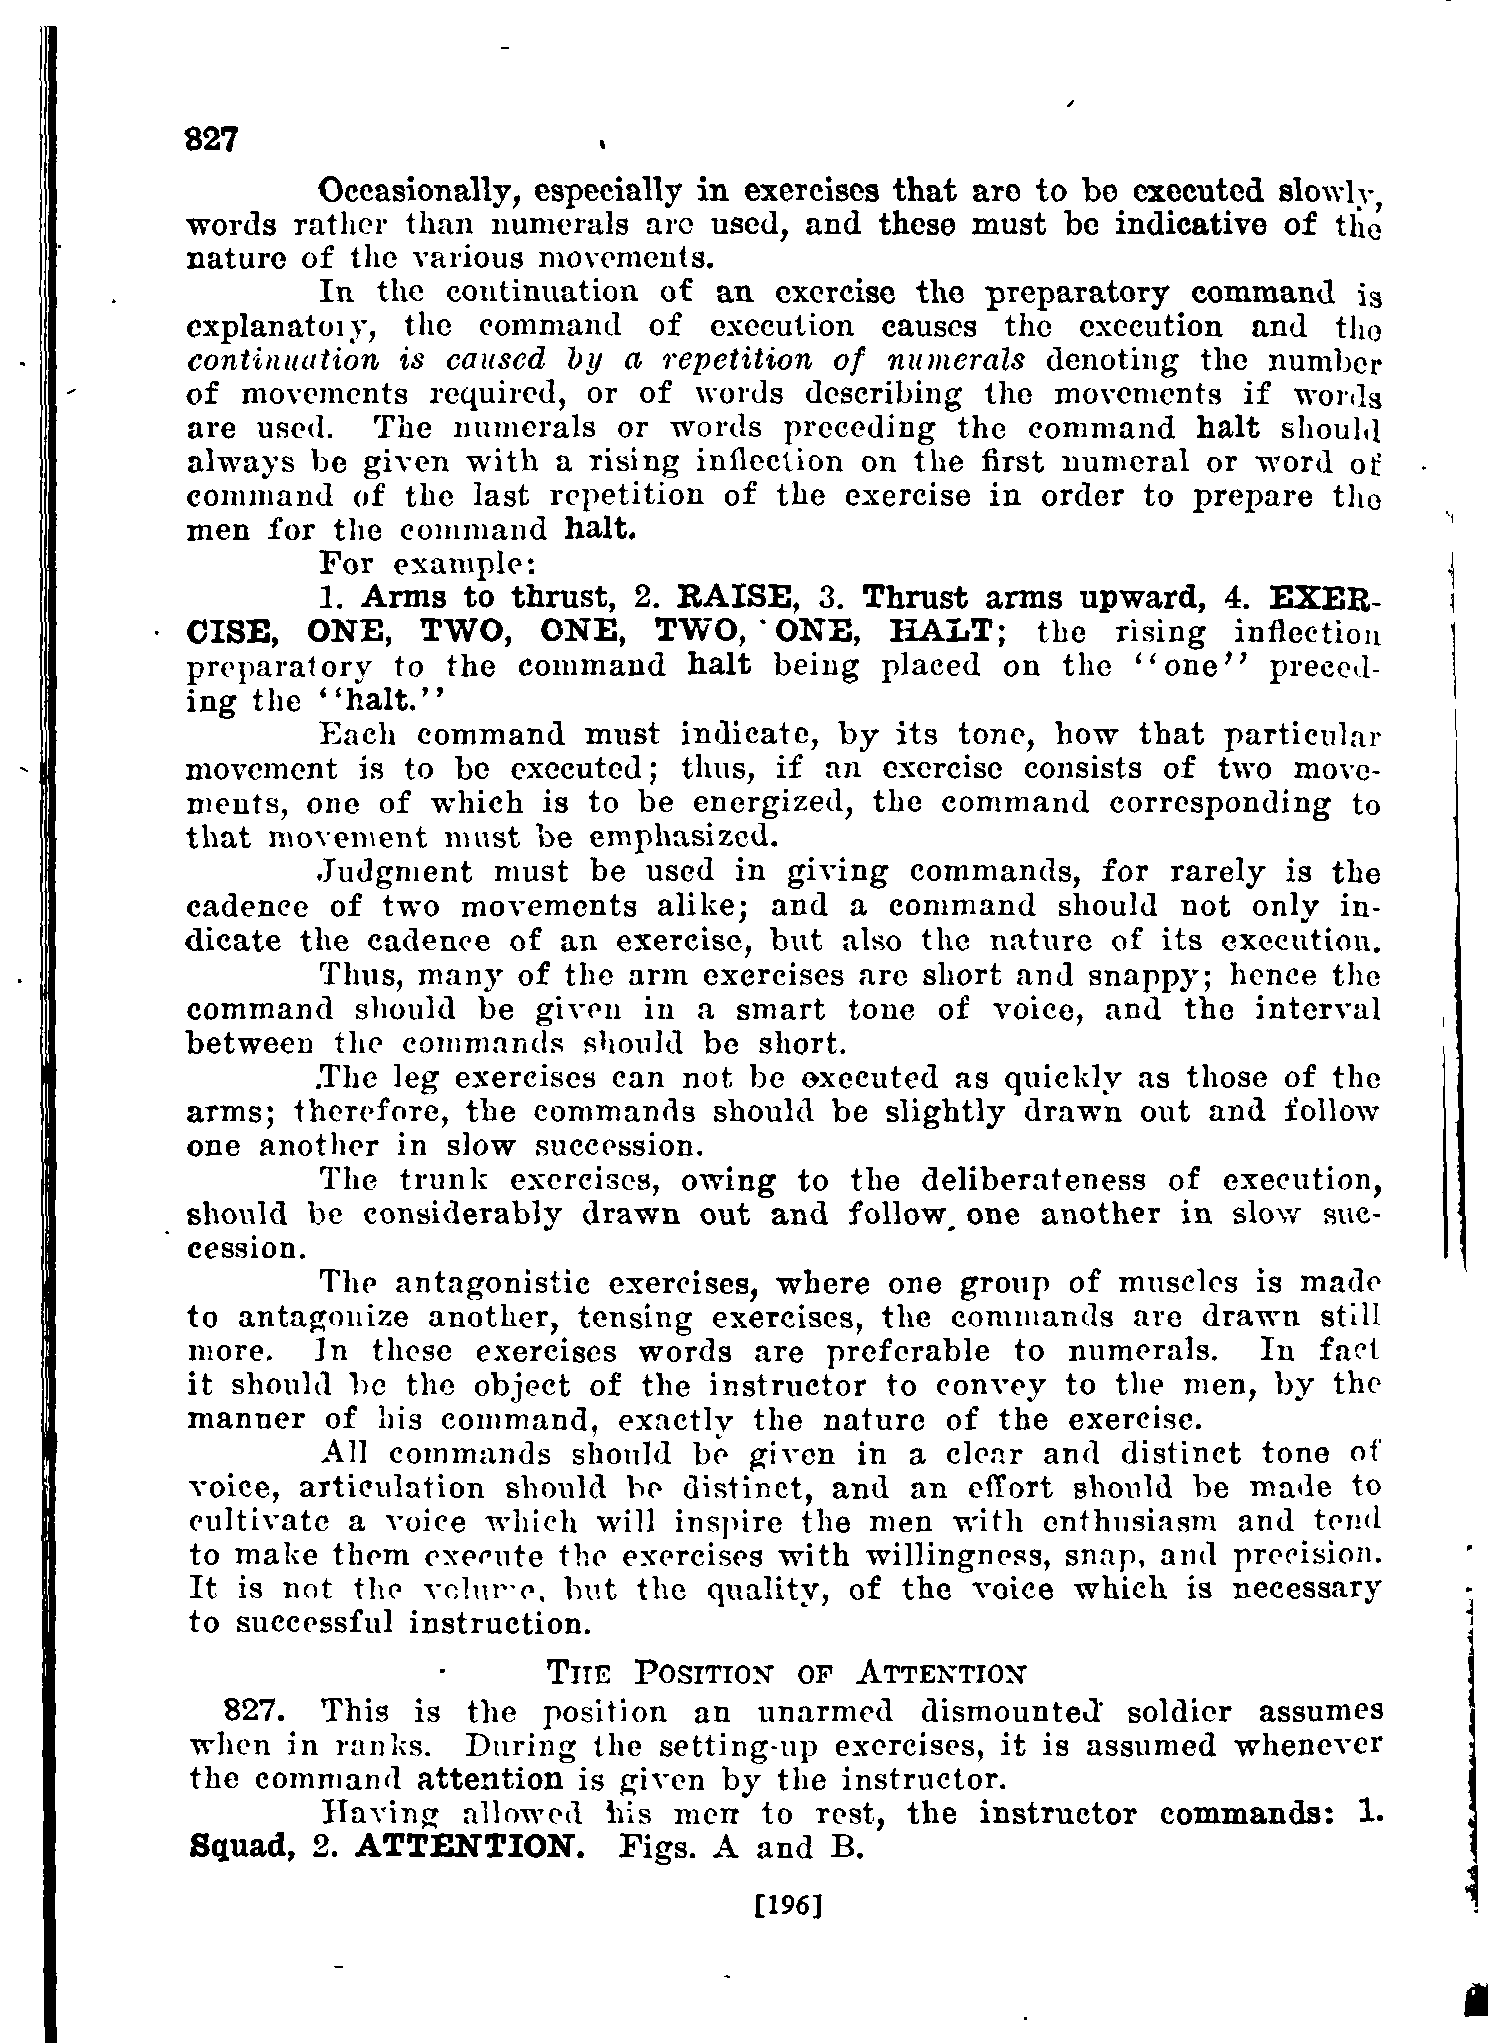 827
Occasionally, especially in exercises that are to be executed slowly,
words rather than numerals are used, and these must be indicative of the
nature of the various movements.
In the continuation of an exercise the preparatory command is
explanatory, the command of execution causes the execution and the
continuation is caused by a repetition of numerals denoting the number
of movements required, or of words describing the movements if words
are used. The numerals or words preceding the command halt should
always be given with a rising inflection on the first numeral or word of
command of the last repetition of the exercise in order to prepare the
men for the command halt.
For example:
1. Arms to thrust, 2. RAISE, 3. Thrust arms upward, 4. EXER-
CISE, ONE, TWO, ONE, TWO, ONE, HALT; the rising inflection
preparatory to the command halt being placed on the "one" preced-
ing the "halt."
Each command must indicate, by its tone, how that particular
movement is to be executed; thus, if an exercise consists of two move-
ments, one of which is to be energized, the command corresponding to
that movement must be emphasized.
Judgment must be used in giving commands, for rarely is the
cadence of two movements alike; and a command should not only in-
dicate the cadence of an exercise, but also the nature of its execution.
Thus, many of the arm exercises are short and snappy; hence the
command should be given in a smart tone of voice, and the interval
between the commands should be short.
The leg exercises can not be executed as quickly as those of the
arms; therefore, the commands should be slightly drawn out and follow
one another in slow succession.
The trunk exercises, owing to the deliberateness of execution,
should be considerably drawn out and follow one another in slow suc-
cession.
The antagonistic exercises, where one group of muscles is made
to antagonize another, tensing exercises, the commands are drawn still
more. In these exercises words are preferable to numerals. In fact
it should be the object of the instructor to convey to the men, by the
manner of his command, exactly the nature of the exercise.
All commands should be given in a clear and distinct tone of
voice, articulation should be distinct, and an effort should be made to
cultivate a voice which will inspire the men with enthusiasm and tend
to make them execute the exercises with willingness, snap, and precision.
It is not the volume, but the quality, of the voice which is necessary
to successful instruction.
THE POSITION OF ATTENTION
827. This is the position an unarmed dismounted soldier assumes
when in ranks. During the setting-up exercises, it is assumed whenever
the command attention is given by the instructor.
Having allowed his men to rest, the instructor commands: 1.
Squad, 2. ATTENTION. Figs. A and B.
[196]